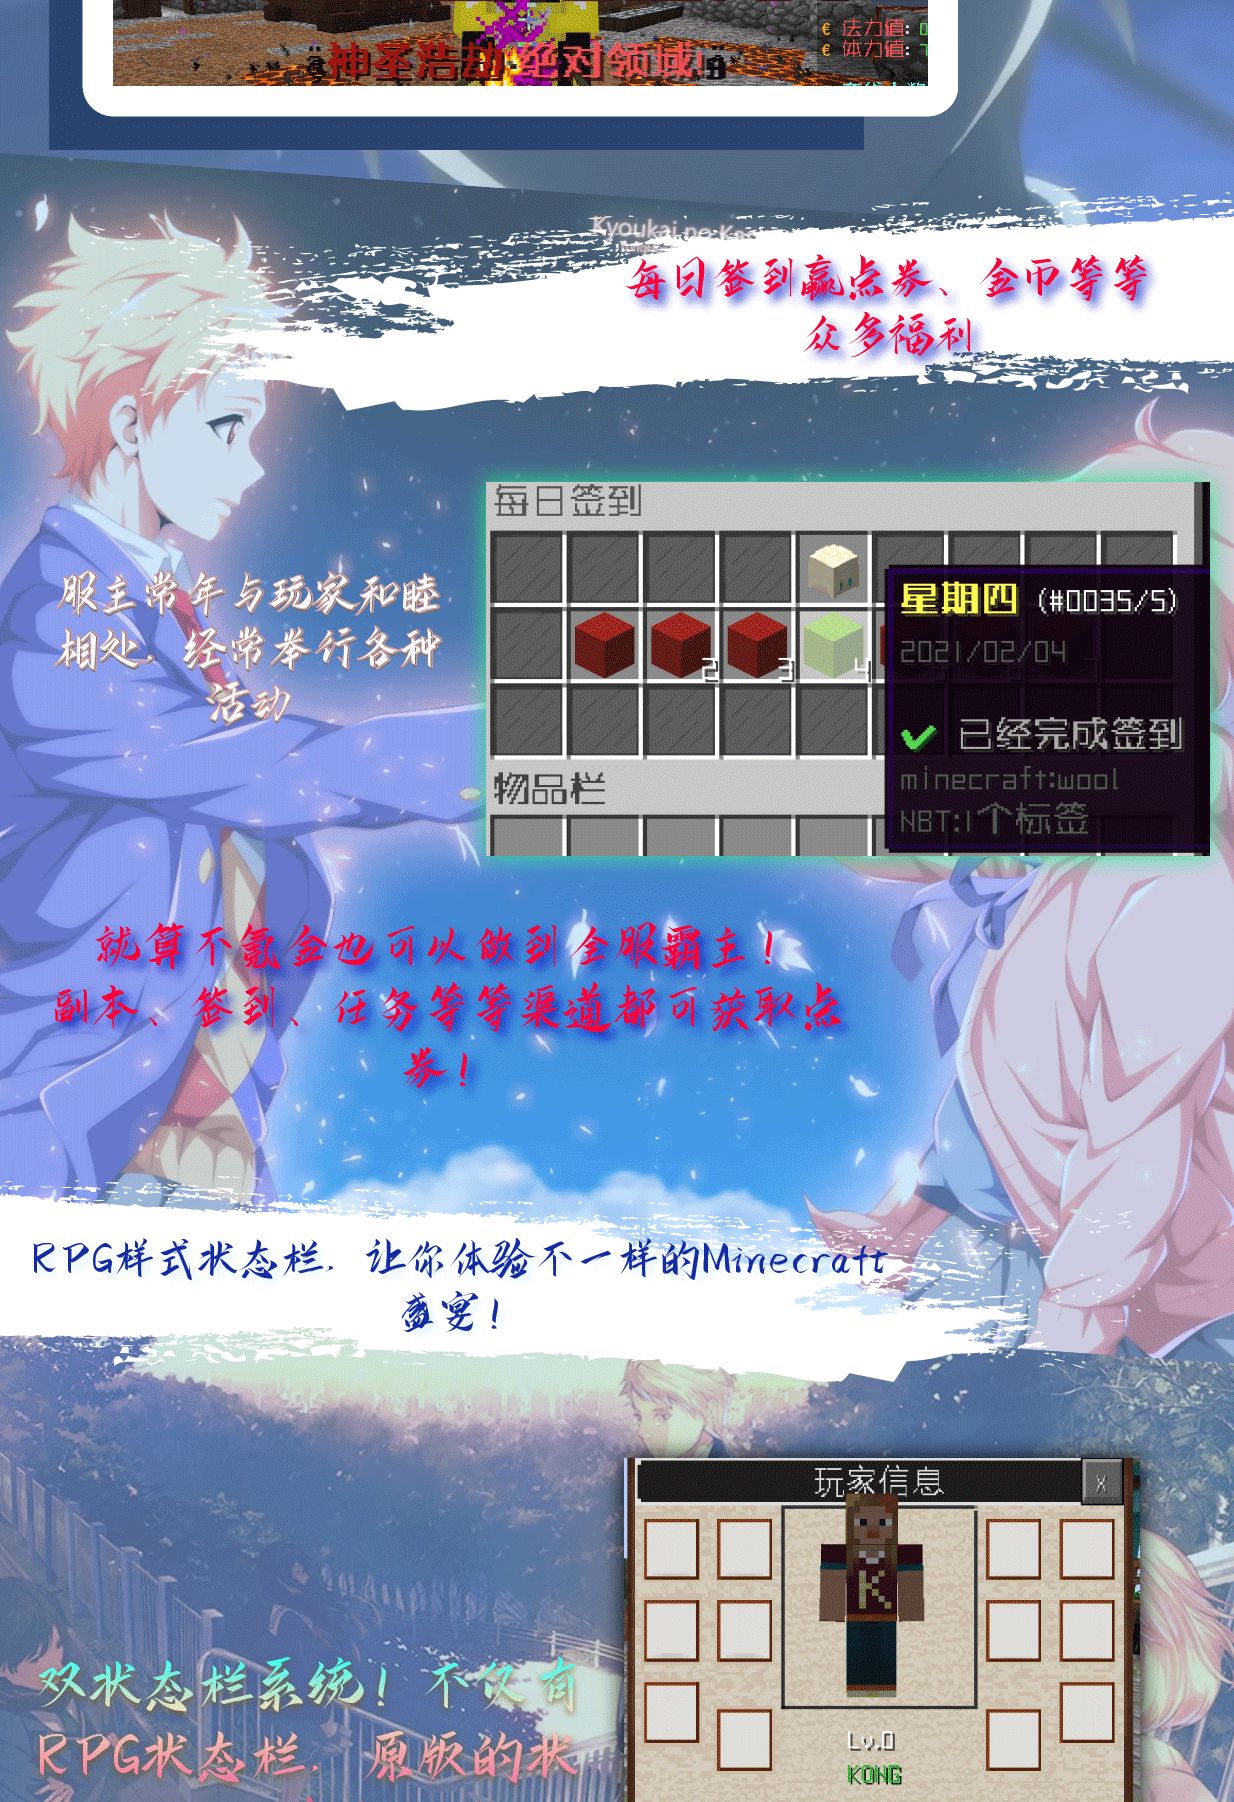 € 法力值:
€ 体力值:
神圣浩劫·绝对领域!
Kyoukai no
每日签到赢点券、金币等等
众多福利
每日签到
星期四 (#0035/5)
2021/02/04
服主常年与玩家和睦
相处，经常举行各种
活动
2 3 4
已经完成签到
物品栏
minecraft:wool
NBT:1个标签
就算不氪金也可以做到全服霸主！
副本、签到、任务等等渠道都可获取点
券！
RPG样式状态栏，让你体验不一样的Minecraft
盛宴！
玩家信息
x
K
双状态栏系统！不仅有
RPG状态栏，原版的状
Lv.0
KONG